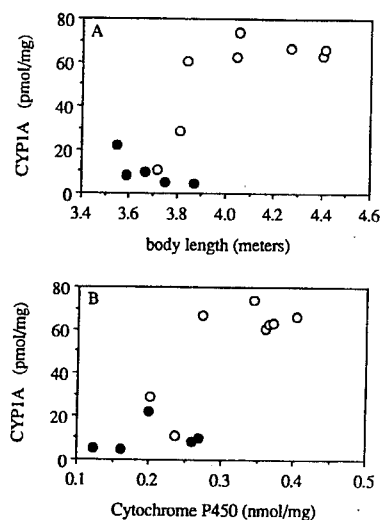 A
80
60
40
20
0
CYP1A (pmol/mg)
3.4 3.6 3.8 4.0 4.2 4.4 4.6
body length (meters)
B
80
60
40
20
0
CYP1A (pmol/mg)
0.1 0.2 0.3 0.4 0.5
Cytochrome P450 (nmol/mg)